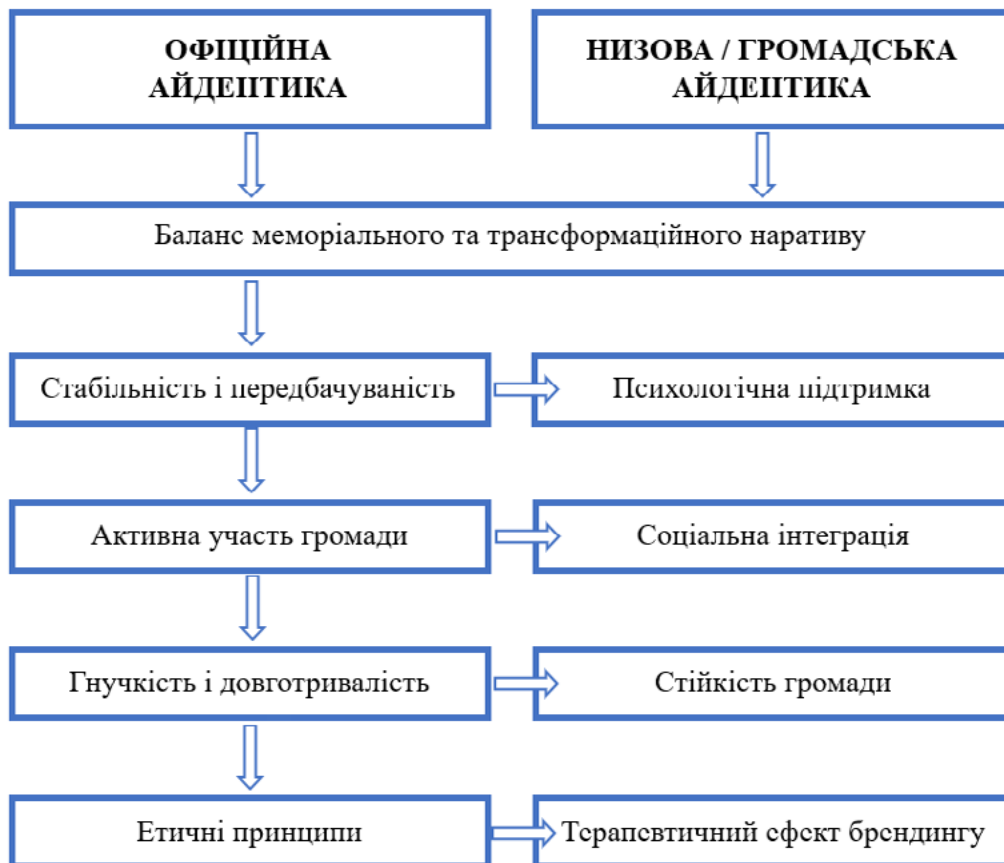 ОФІЦІЙНА
АЙДЕНТИКА
НИЗОВА / ГРОМАДСЬКА
АЙДЕНТИКА
Баланс меморіального та трансформаційного наративу
Стабільність і передбачуваність
Психологічна підтримка
Активна участь громади
Соціальна інтеграція
Гнучкість і довготривалість
Стійкість громади
Етичні принципи
Терапевтичний ефект брендингу